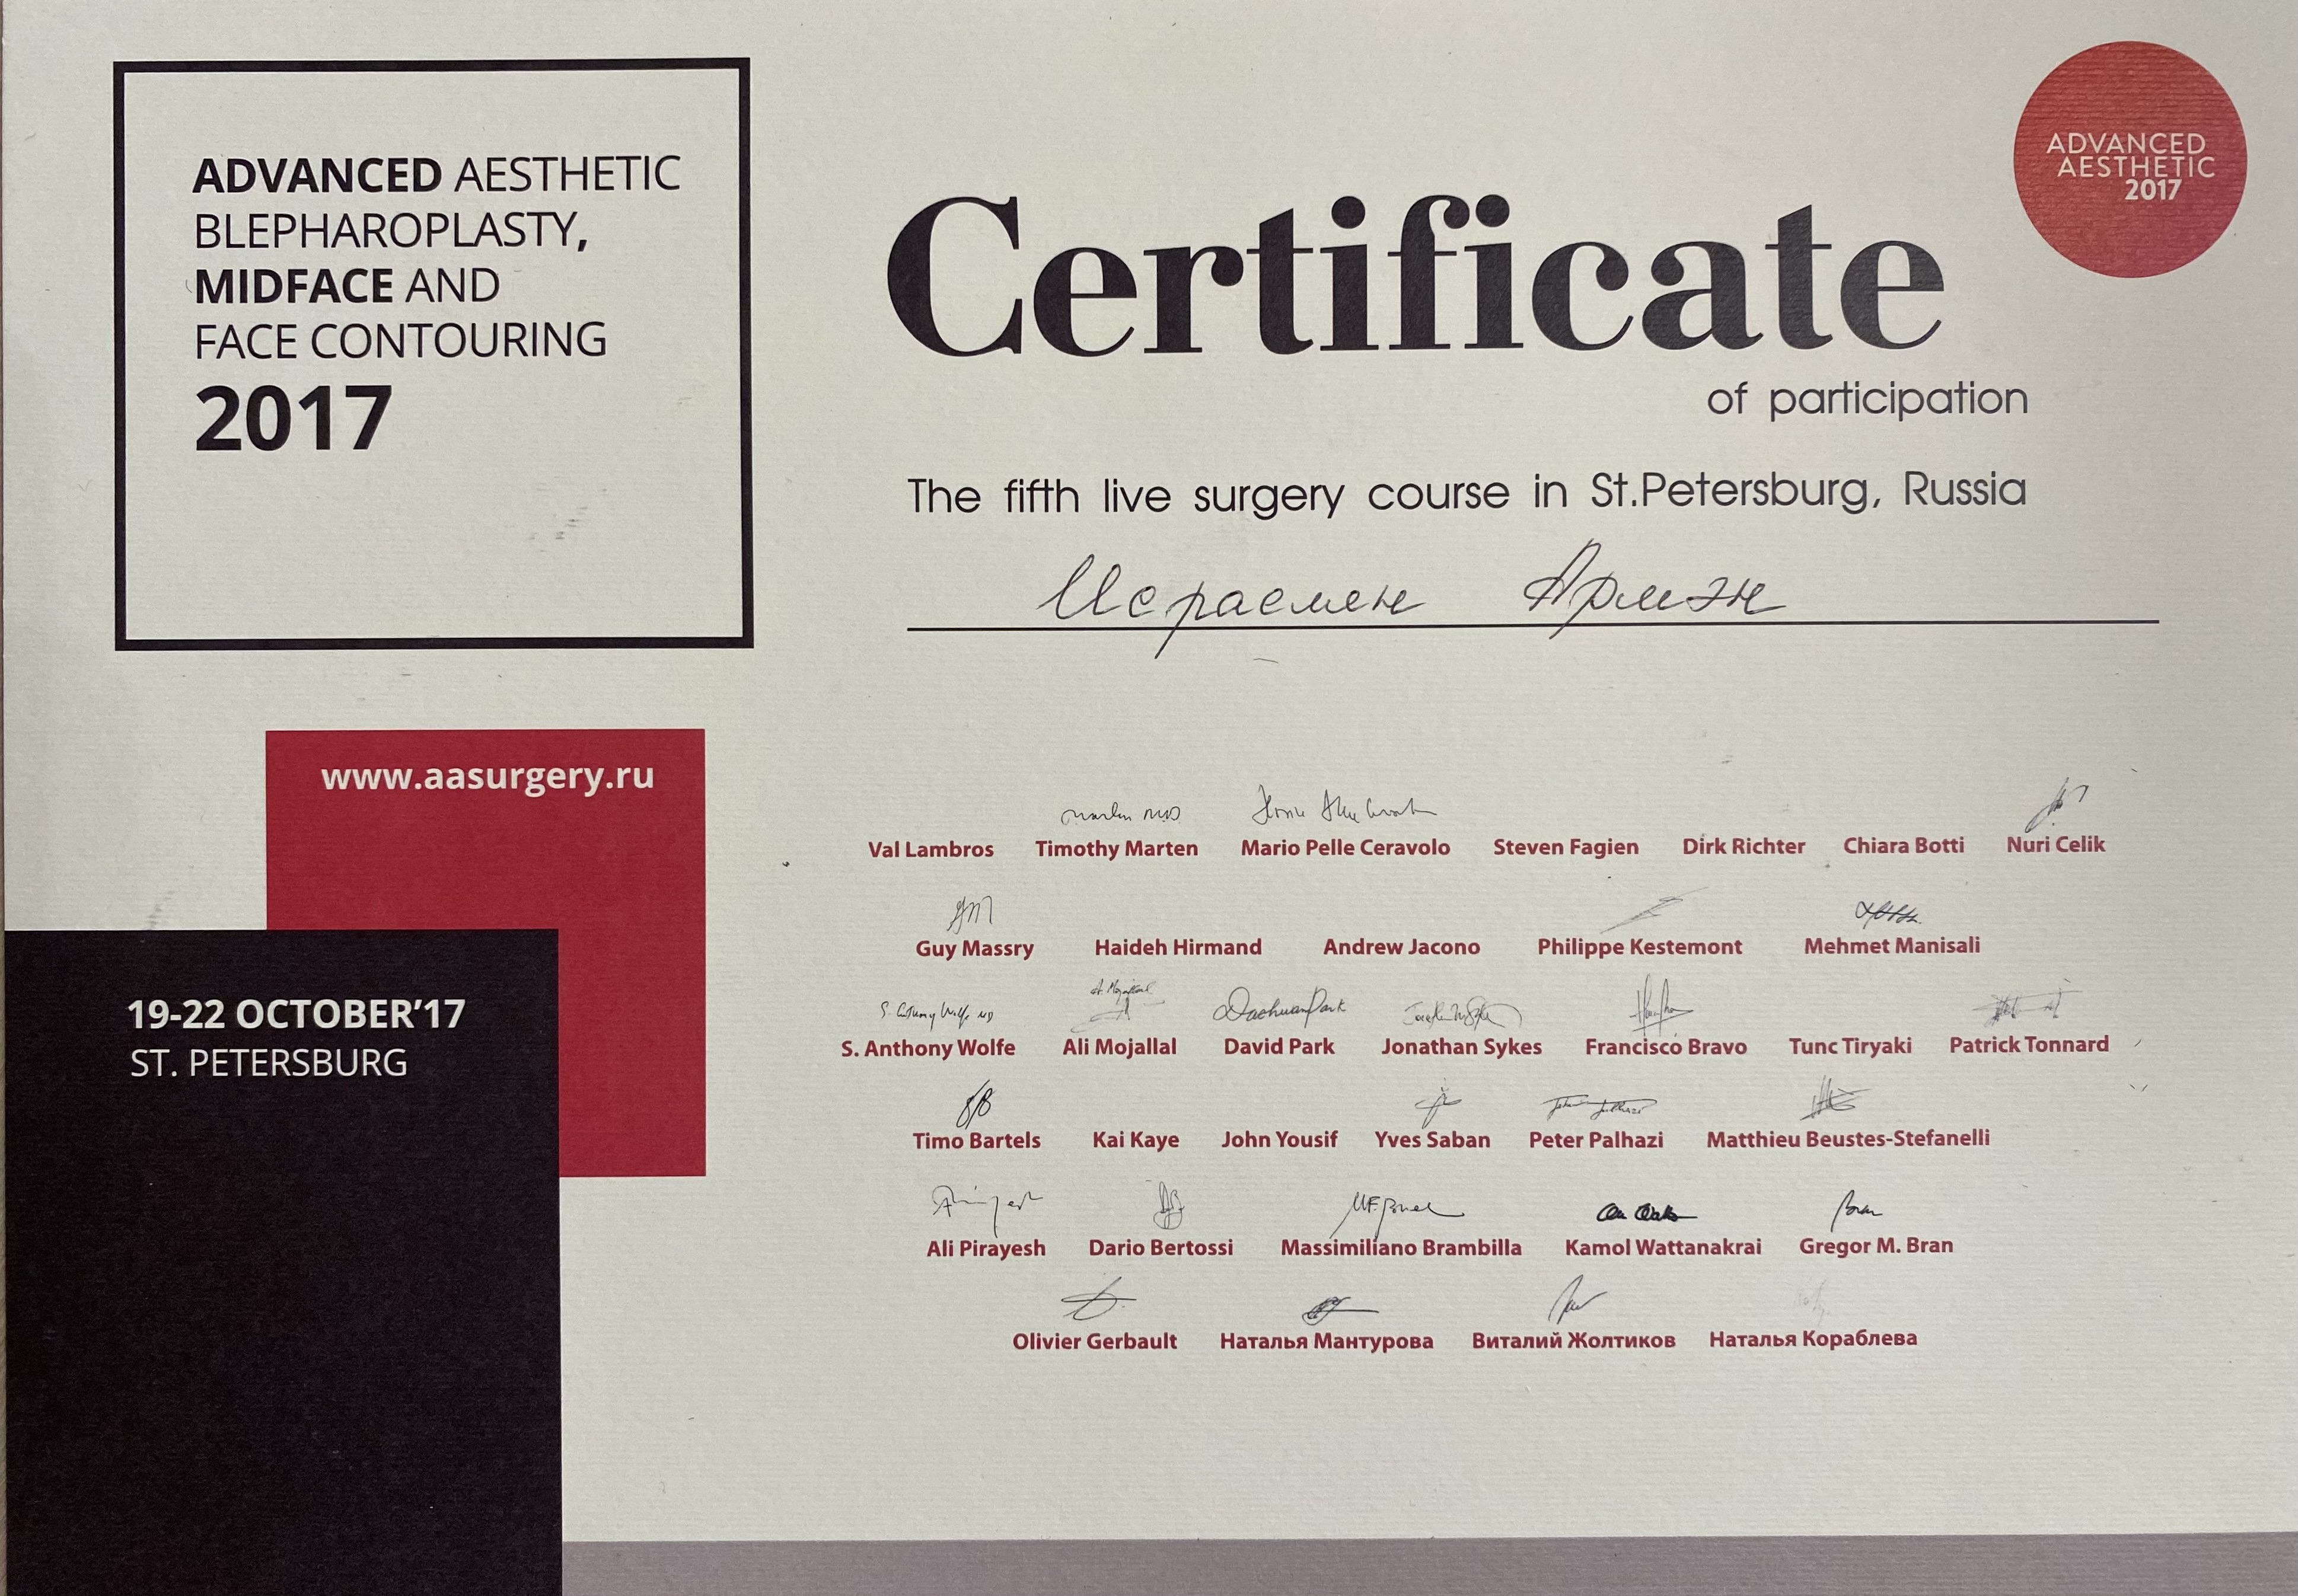 ADVANCED AESTHETIC
BLEPHAROPLASTY,
MIDFACE AND
FACE CONTOURING
2017
ADVANCED
AESTHETIC
2017
Certificate
of participation
The fifth live surgery course in St.Petersburg, Russia
www.aasurgery.ru
19-22 OCTOBER'17
ST. PETERSBURG
Val Lambros Timothy Marten Mario Pelle Ceravolo Steven Fagien Dirk Richter Chiara Botti Nuri Celik
Guy Massry Haideh Hirmand Andrew Jacono Philippe Kestemont Mehmet Manisali
S. Anthony Wolfe Ali Mojallal David Park Jonathan Sykes Francisco Bravo Tunc Tiryaki Patrick Tonnard
Timo Bartels Kai Kaye John Yousif Yves Saban Peter Palhazi Matthieu Beustes-Stefanelli
Ali Pirayesh Dario Bertossi Massimiliano Brambilla Kamol Wattanakrai Gregor M. Bran
Olivier Gerbault Наталья Мантурова Виталий Жолтиков Наталья Кораблева